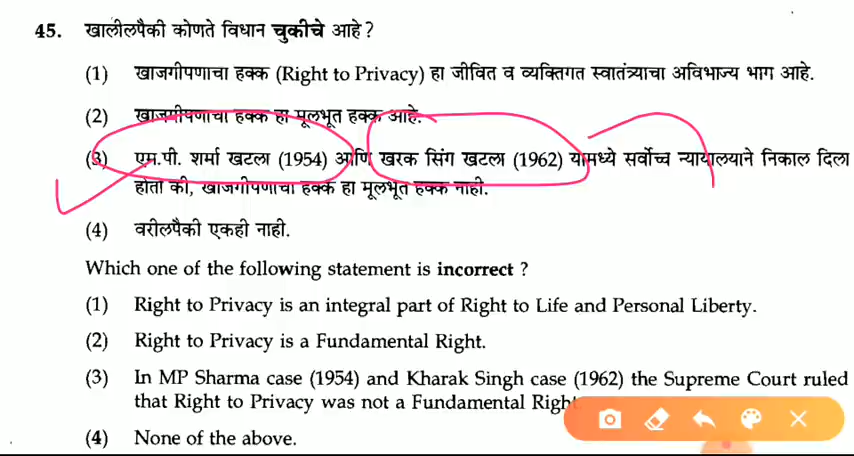 45. खालीलपैकी कोणते विधान चुकीचे आहे ?
(1) खाजगीपणाचा हक्क (Right to Privacy) हा जीवित व व्यक्तिगत स्वातंत्र्याचा अविभाज्य भाग आहे.
(2) खाजगीपणाचा हक्क हा मूलभूत हक्क आहे.
(3) एम.पी. शर्मा खटला (1954) आणि खरक सिंग खटला (1962) यामध्ये सर्वोच्च न्यायालयाने निकाल दिला
होता की, खाजगीपणाचा हक्क हा मूलभूत हक्क नाही.
(4) वरीलपैकी एकही नाही.
Which one of the following statement is incorrect ?
(1) Right to Privacy is an integral part of Right to Life and Personal Liberty.
(2) Right to Privacy is a Fundamental Right.
(3) In MP Sharma case (1954) and Kharak Singh case (1962) the Supreme Court ruled
that Right to Privacy was not a Fundamental Right
(4) None of the above.